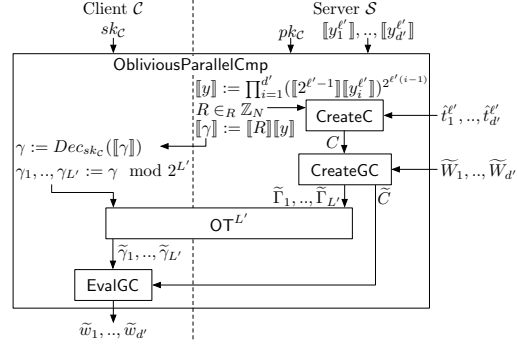 Client 𝒞 Server 𝒮
sk_𝒞 pk_𝒞 ⟦y_1^{ℓ'}⟧,..,⟦y_{d'}^{ℓ'}⟧
ObliviousParallelCmp
⟦y⟧ := ∏_{i=1}^{d'}(⟦2^{ℓ'-1}⟧⟦y_i^{ℓ'}⟧)^{2^{ℓ'(i-1)}}
R ∈_R ℤ_N CreateC t̂_1^{ℓ'},..,t̂_{d'}^{ℓ'}
⟦γ⟧ := ⟦R⟧⟦y⟧
C
γ := Dec_{sk_𝒞}(⟦γ⟧)
γ_1,..,γ_{L'} := γ mod 2^{L'} CreateGC W̃_1,..,W̃_{d'}
Γ̃_1,..,Γ̃_{L'} C̃
OT^{L'}
γ̃_1,..,γ̃_{L'}
EvalGC
w̃_1,..,w̃_{d'}